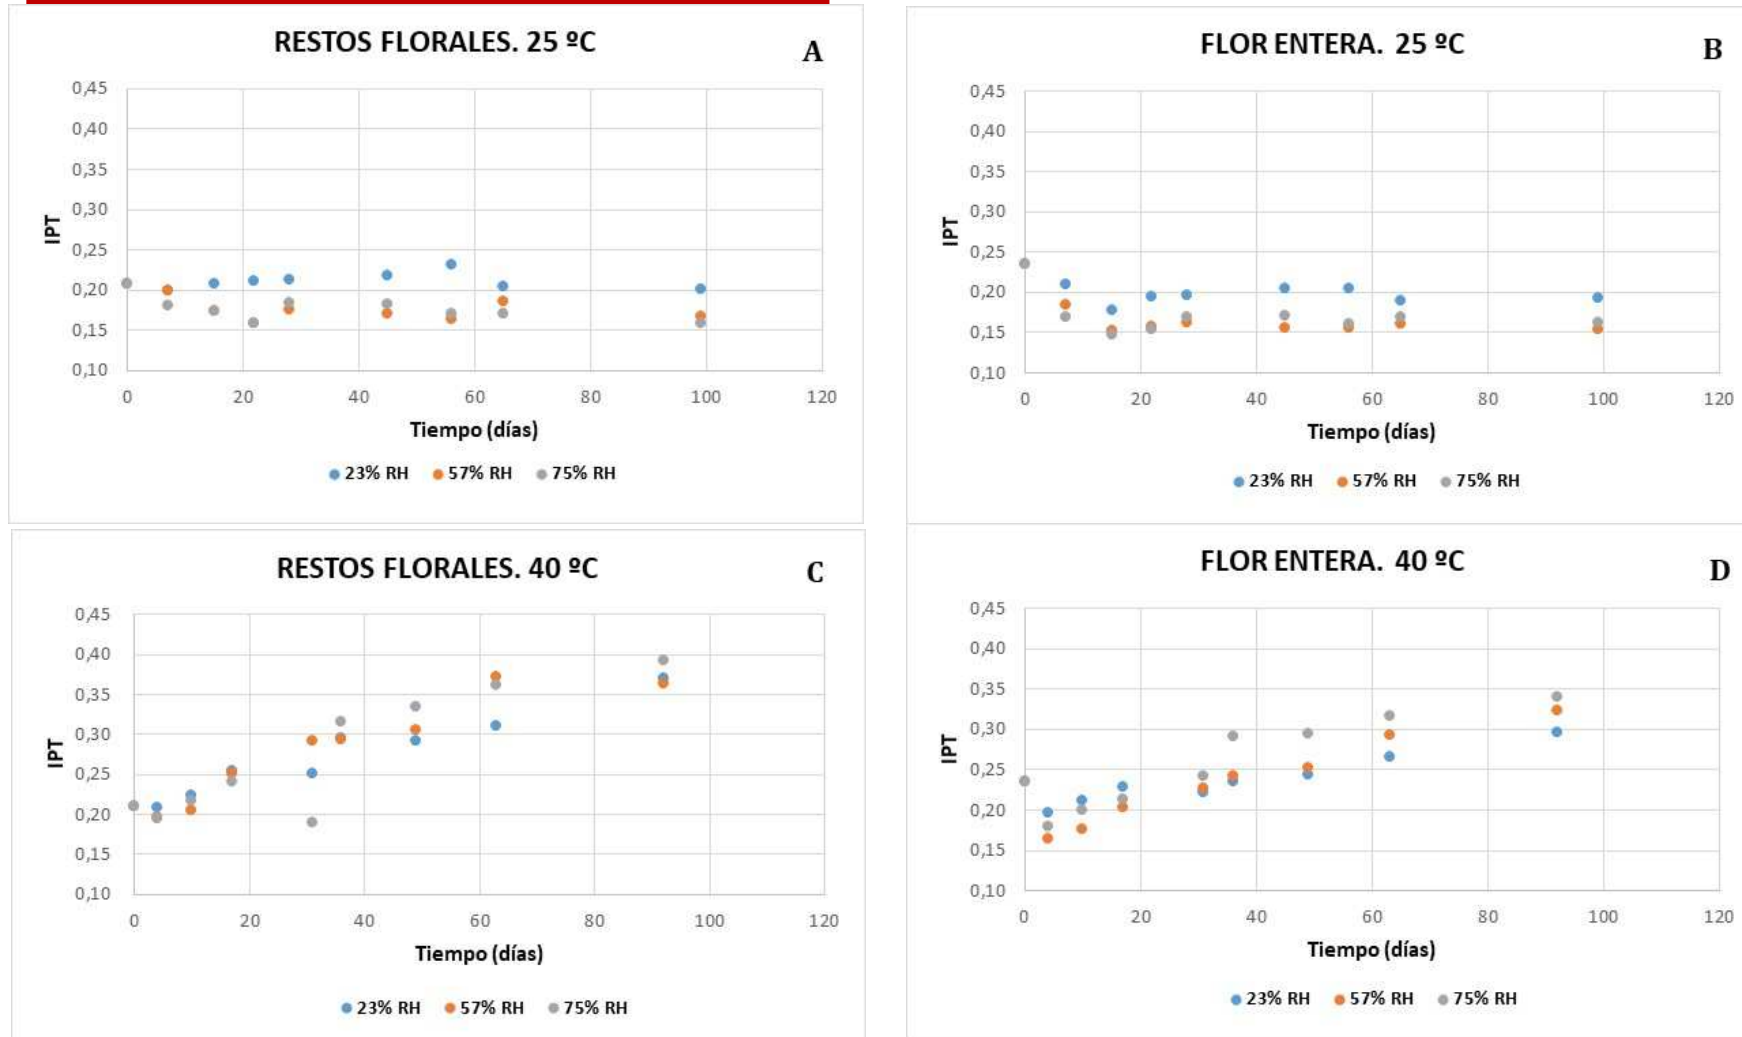 RESTOS FLORALES. 25 ºC
A
0,45
0,40
0,35
0,30
0,25
0,20
0,15
0,10
IPT
0 20 40 60 80 100 120
Tiempo (días)
23% RH 57% RH 75% RH
FLOR ENTERA. 25 ºC
B
0,45
0,40
0,35
0,30
0,25
0,20
0,15
0,10
IPT
0 20 40 60 80 100 120
Tiempo (días)
23% RH 57% RH 75% RH
RESTOS FLORALES. 40 ºC
C
0,45
0,40
0,35
0,30
0,25
0,20
0,15
0,10
IPT
0 20 40 60 80 100 120
Tiempo (días)
23% RH 57% RH 75% RH
FLOR ENTERA. 40 ºC
D
0,45
0,40
0,35
0,30
0,25
0,20
0,15
0,10
IPT
0 20 40 60 80 100 120
Tiempo (días)
23% RH 57% RH 75% RH